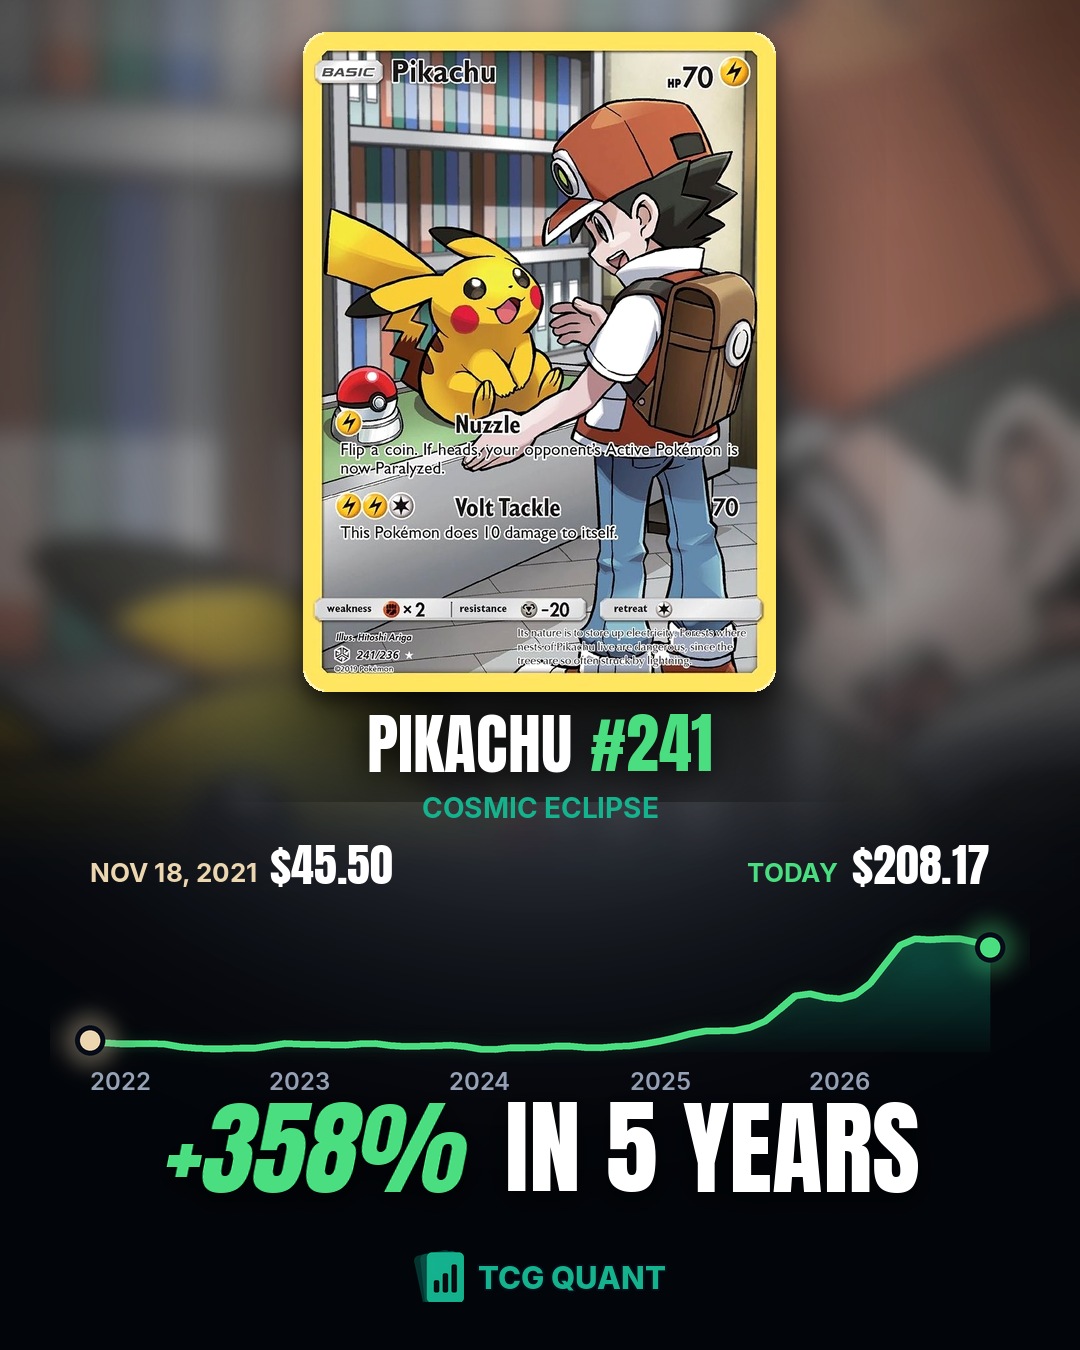 BASIC Pikachu HP 70
Nuzzle
Flip a coin. If heads, your opponent's Active Pokémon is
now Paralyzed.
Volt Tackle 70
This Pokémon does 10 damage to itself.
weakness ×2 resistance -20 retreat
Illus. Hitoshi Ariga
241/236
©2019 Pokémon
Its nature is to store up electricity. Forests where
nests of Pikachu live are dangerous, since the
trees are so often struck by lightning.
PIKACHU #241
COSMIC ECLIPSE
NOV 18, 2021 $45.50
TODAY $208.17
2022 2023 2024 2025 2026
+358% IN 5 YEARS
TCG QUANT